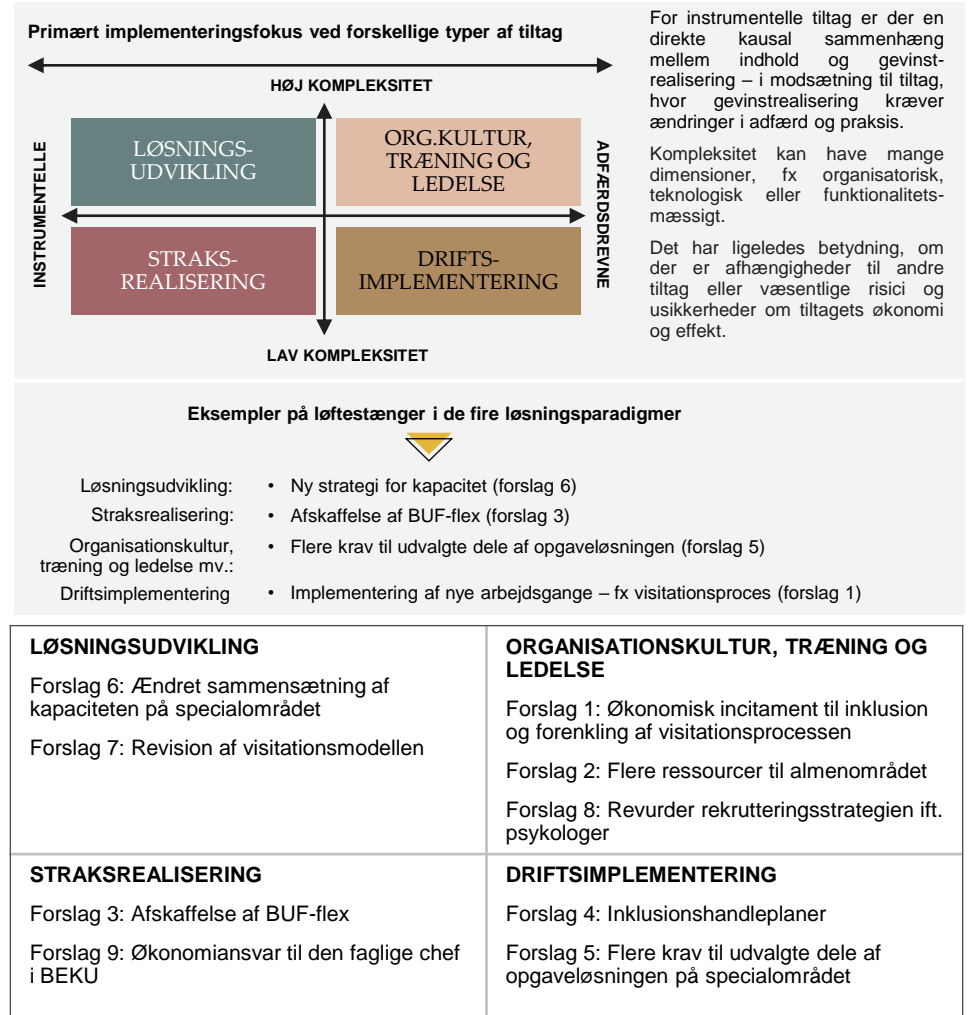 Primært implementeringsfokus ved forskellige typer af tiltag
HØJ KOMPLEKSITET
INSTRUMENTELLE
LØSNINGS-
UDVIKLING
ORG.KULTUR,
TRÆNING OG
LEDELSE
ADFÆRDSDREVNE
STRAKS-
REALISERING
DRIFTS-
IMPLEMENTERING
LAV KOMPLEKSITET
For instrumentelle tiltag er der en
direkte kausal sammenhæng
mellem indhold og gevinst-
realisering – i modsætning til tiltag,
hvor gevinstrealisering kræver
ændringer i adfærd og praksis.
Kompleksitet kan have mange
dimensioner, fx organisatorisk,
teknologisk eller funktionalitets-
mæssigt.
Det har ligeledes betydning, om
der er afhængigheder til andre
tiltag eller væsentlige risici og
usikkerheder om tiltagets økonomi
og effekt.
Eksempler på løftestænger i de fire løsningsparadigmer
Løsningsudvikling: • Ny strategi for kapacitet (forslag 6)
Straksrealisering: • Afskaffelse af BUF-flex (forslag 3)
Organisationskultur, • Flere krav til udvalgte dele af opgaveløsningen (forslag 5)
træning og ledelse mv.:
Driftsimplementering • Implementering af nye arbejdsgange – fx visitationsproces (forslag 1)
LØSNINGSUDVIKLING
Forslag 6: Ændret sammensætning af
kapaciteten på specialområdet
Forslag 7: Revision af visitationsmodellen
ORGANISATIONSKULTUR, TRÆNING OG
LEDELSE
Forslag 1: Økonomisk incitament til inklusion
og forenkling af visitationsprocessen
Forslag 2: Flere ressourcer til almenområdet
Forslag 8: Revurder rekrutteringsstrategien ift.
psykologer
STRAKSREALISERING
Forslag 3: Afskaffelse af BUF-flex
Forslag 9: Økonomiansvar til den faglige chef
i BEKU
DRIFTSIMPLEMENTERING
Forslag 4: Inklusionshandleplaner
Forslag 5: Flere krav til udvalgte dele af
opgaveløsningen på specialområdet